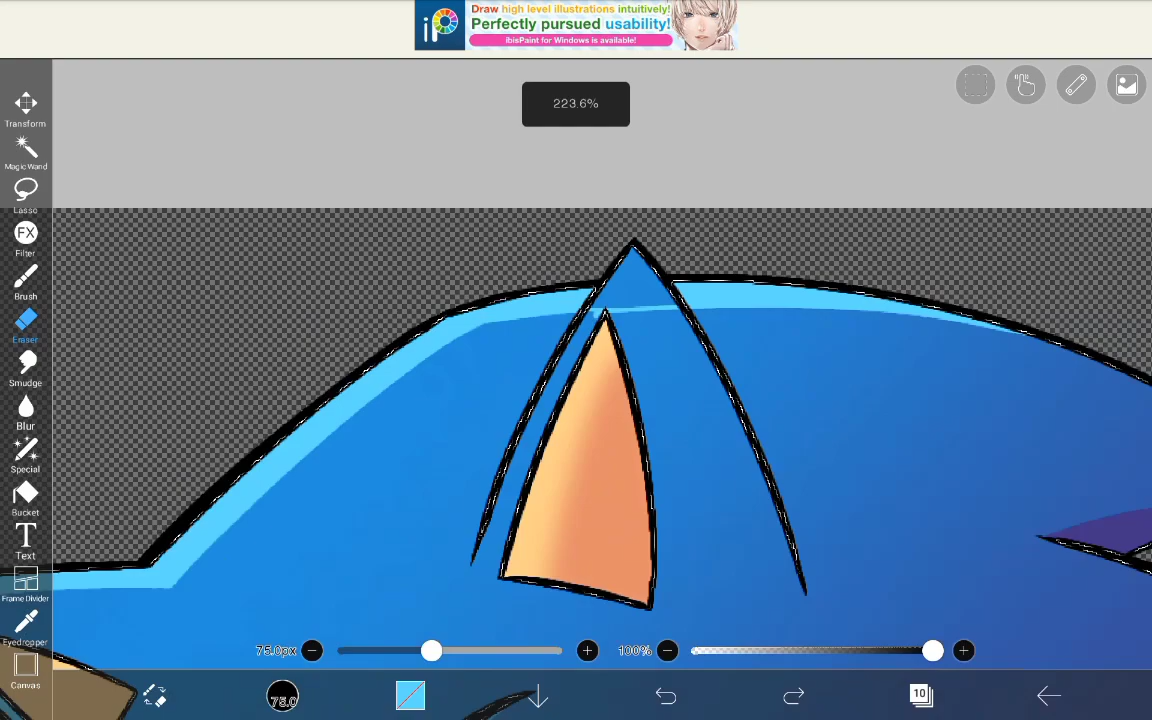 Draw high level illustrations intuitively!
Perfectly pursued usability!
ibisPaint for Windows is available!
iP
223.6%
Transform
Magic Wand
Lasso
FX
Filter
Brush
Eraser
Smudge
Blur
Special
Bucket
T
Text
Frame Divider
Eyedropper
Canvas
75.0px
100%
75.0
10